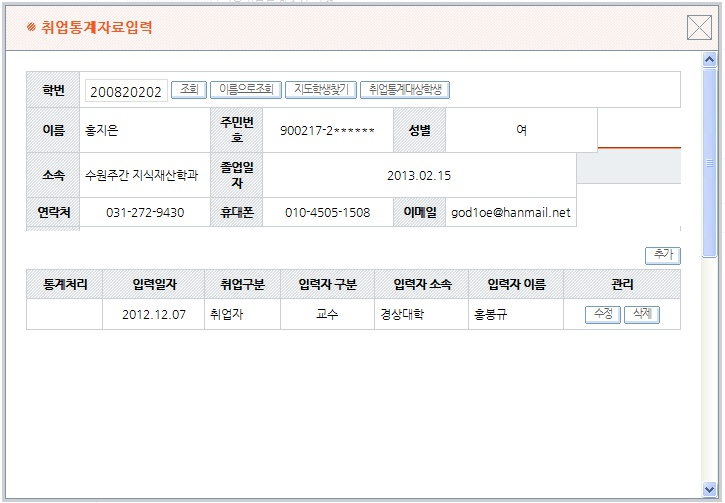 취업통계자료입력
학번 200820202 조회 이름으로조회 지도학생찾기 취업통계대상학생
이름 홍지은 주민번호 900217-2****** 성별 여
소속 수원주간 지식재산학과 졸업일자 2013.02.15
연락처 031-272-9430 휴대폰 010-4505-1508 이메일 god1oe@hanmail.net
추가
통계처리 입력일자 취업구분 입력자 구분 입력자 소속 입력자 이름 관리
2012.12.07 취업자 교수 경상대학 홍봉규 수정 삭제